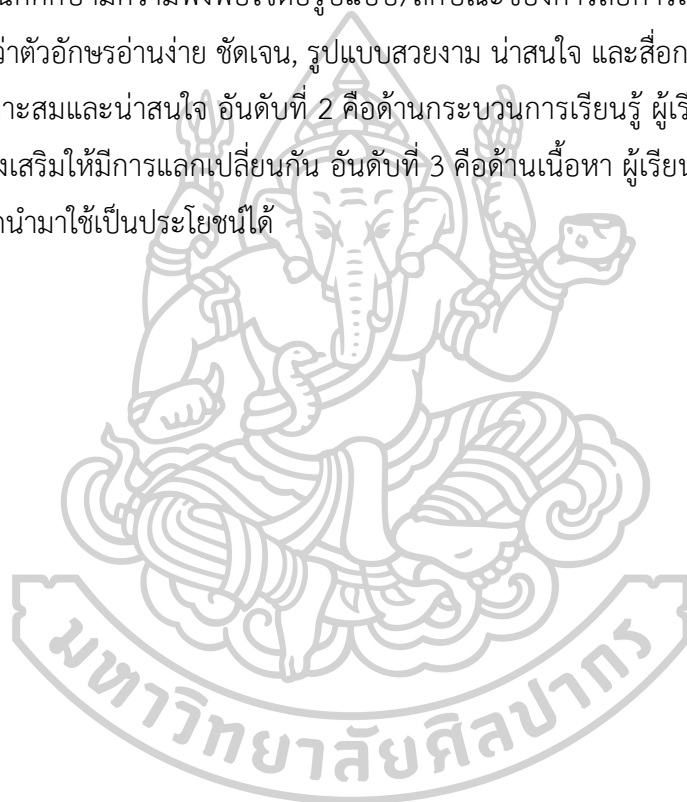 ว่าตัวอักษรอ่านง่าย ชัดเจน, รูปแบบสวยงาม น่าสนใจ และสื่อก
าะสมและน่าสนใจ อันดับที่ 2 คือด้านกระบวนการเรียนรู้ ผู้เรี
งเสริมให้มีการแลกเปลี่ยนกัน อันดับที่ 3 คือด้านเนื้อหา ผู้เรียน
านำมาใช้เป็นประโยชน์ได้
มหาวิทยาลัยศิลปากร